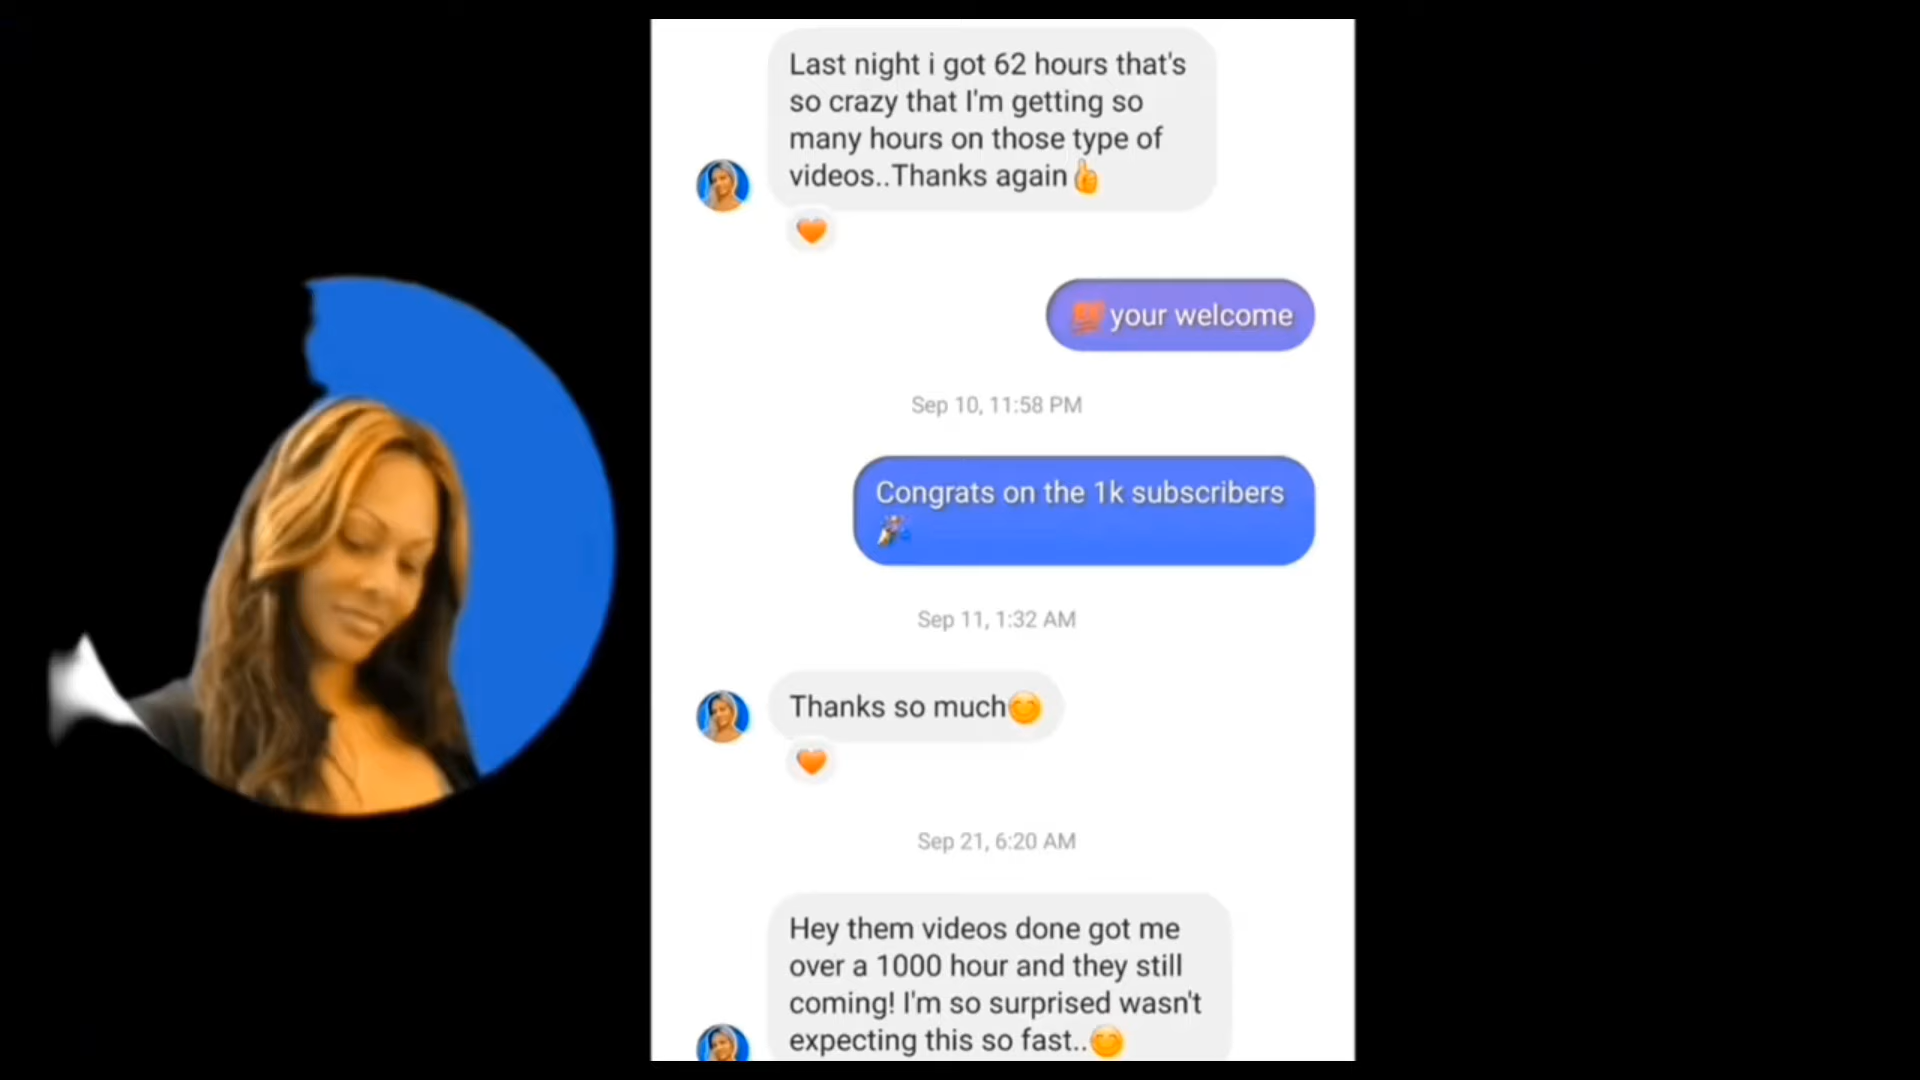 Last night i got 62 hours that's
so crazy that I'm getting so
many hours on those type of
videos..Thanks again👍
🧡
💯your welcome
Sep 10, 11:58 PM
Congrats on the 1k subscribers
🎉
Sep 11, 1:32 AM
Thanks so much😊
🧡
Sep 21, 6:20 AM
Hey them videos done got me
over a 1000 hour and they still
coming! I'm so surprised wasn't
expecting this so fast..😊